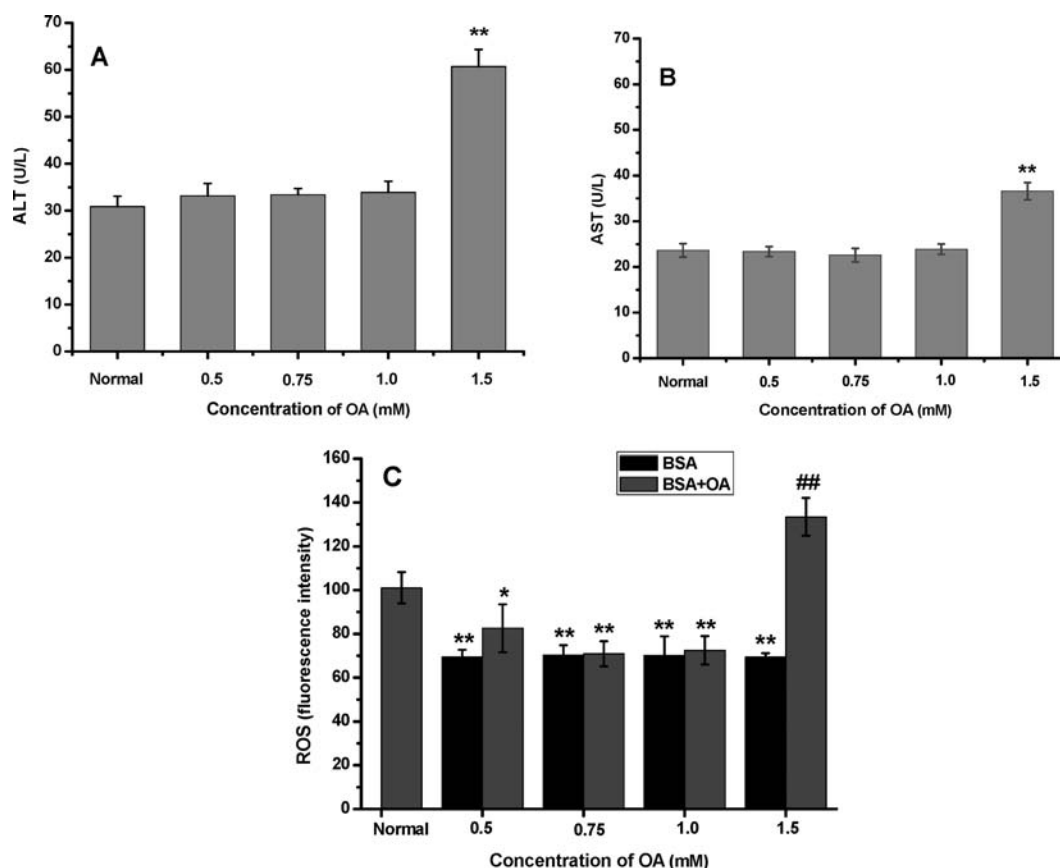 A
ALT (U/L)
70
60
50
40
30
20
10
0
**
Normal 0.5 0.75 1.0 1.5
Concentration of OA (mM)
B
AST (U/L)
70
60
50
40
30
20
10
0
**
Normal 0.5 0.75 1.0 1.5
Concentration of OA (mM)
C
ROS (fluorescence intensity)
160
140
120
100
80
60
40
20
0
BSA
BSA+OA
** * ** ** ** ** ** ##
Normal 0.5 0.75 1.0 1.5
Concentration of OA (mM)